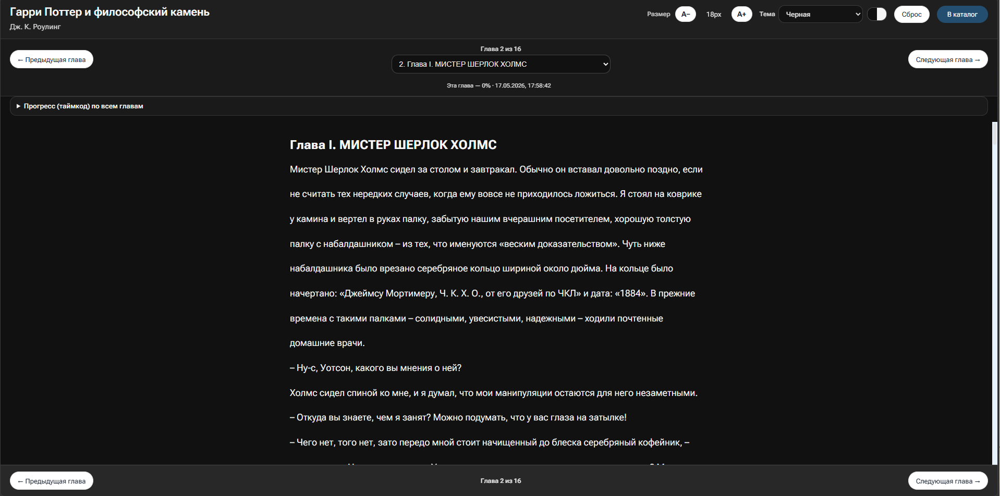 Гарри Поттер и философский камень
Дж. К. Роулинг
Размер A− 18px A+ Тема Черная Сброс В каталог
← Предыдущая глава
Глава 2 из 16
2. Глава I. МИСТЕР ШЕРЛОК ХОЛМС
Следующая глава →
Эта глава — 0% · 17.05.2026, 17:58:42
Прогресс (таймкод) по всем главам
Глава I. МИСТЕР ШЕРЛОК ХОЛМС
Мистер Шерлок Холмс сидел за столом и завтракал. Обычно он вставал довольно поздно, если
не считать тех нередких случаев, когда ему вовсе не приходилось ложиться. Я стоял на коврике
у камина и вертел в руках палку, забытую нашим вчерашним посетителем, хорошую толстую
палку с набалдашником – из тех, что именуются «веским доказательством». Чуть ниже
набалдашника было врезано серебряное кольцо шириной около дюйма. На кольце было
начертано: «Джеймсу Мортимеру, Ч. К. Х. О., от его друзей по ЧКЛ» и дата: «1884». В прежние
времена с такими палками – солидными, увесистыми, надежными – ходили почтенные
домашние врачи.
– Ну-с, Уотсон, какого вы мнения о ней?
Холмс сидел спиной ко мне, и я думал, что мои манипуляции остаются для него незаметными.
– Откуда вы знаете, чем я занят? Можно подумать, что у вас глаза на затылке!
– Чего нет, того нет, зато передо мной стоит начищенный до блеска серебряный кофейник, –
← Предыдущая глава
Глава 2 из 16
Следующая глава →